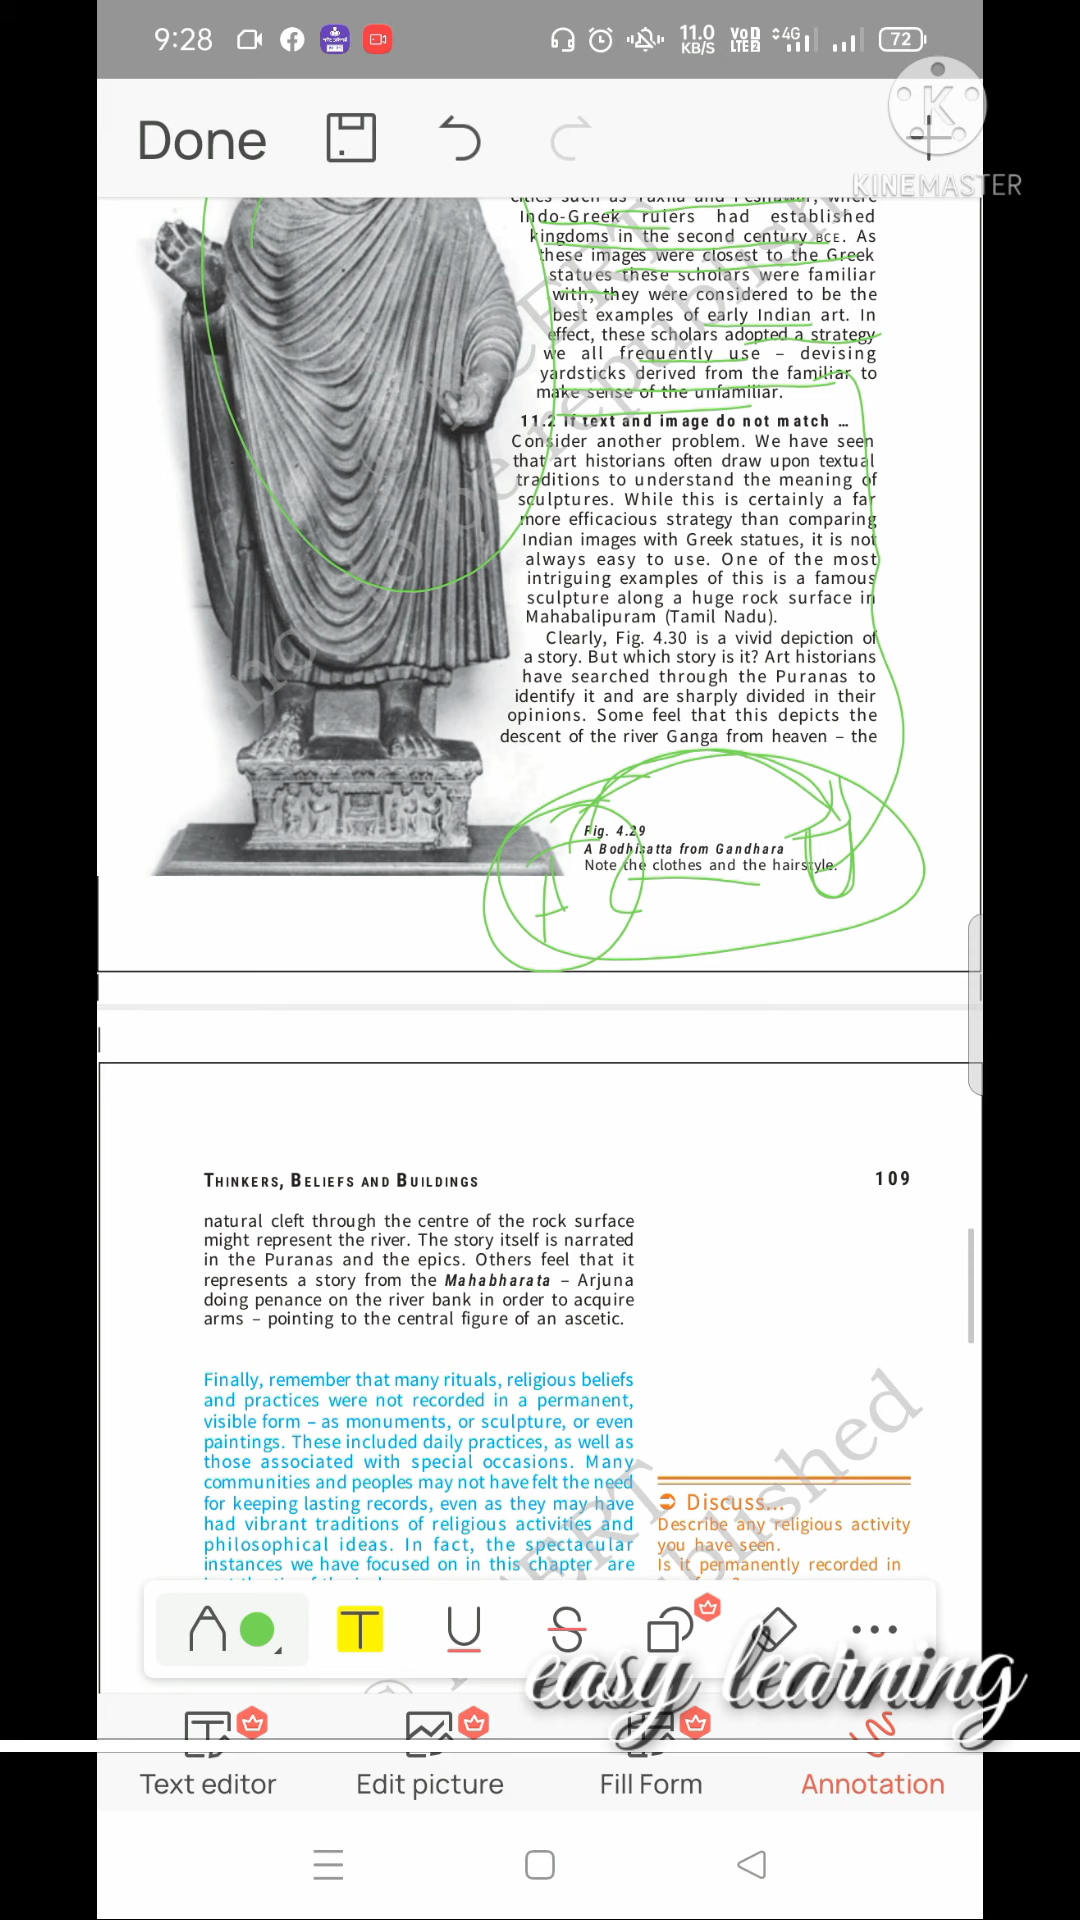 9:28
11.0
KB/S
VoD
LTE2
4G
72
Done
KINEMASTER
cities such as Taxila and Peshawar, where
Indo-Greek rulers had established
kingdoms in the second century BCE. As
these images were closest to the Greek
statues these scholars were familiar
with, they were considered to be the
best examples of early Indian art. In
effect, these scholars adopted a strategy
we all frequently use – devising
yardsticks derived from the familiar to
make sense of the unfamiliar.
11.2 If text and image do not match …
Consider another problem. We have seen
that art historians often draw upon textual
traditions to understand the meaning of
sculptures. While this is certainly a far
more efficacious strategy than comparing
Indian images with Greek statues, it is not
always easy to use. One of the most
intriguing examples of this is a famous
sculpture along a huge rock surface in
Mahabalipuram (Tamil Nadu).
Clearly, Fig. 4.30 is a vivid depiction of
a story. But which story is it? Art historians
have searched through the Puranas to
identify it and are sharply divided in their
opinions. Some feel that this depicts the
descent of the river Ganga from heaven – the
Fig. 4.29
A Bodhisatta from Gandhara
Note the clothes and the hairstyle.
THINKERS, BELIEFS AND BUILDINGS
109
natural cleft through the centre of the rock surface
might represent the river. The story itself is narrated
in the Puranas and the epics. Others feel that it
represents a story from the Mahabharata – Arjuna
doing penance on the river bank in order to acquire
arms – pointing to the central figure of an ascetic.
Finally, remember that many rituals, religious beliefs
and practices were not recorded in a permanent,
visible form – as monuments, or sculpture, or even
paintings. These included daily practices, as well as
those associated with special occasions. Many
communities and peoples may not have felt the need
for keeping lasting records, even as they may have
had vibrant traditions of religious activities and
philosophical ideas. In fact, the spectacular
instances we have focused on in this chapter are
Discuss...
Describe any religious activity
you have seen.
Is it permanently recorded in
easy learning
Text editor
Edit picture
Fill Form
Annotation